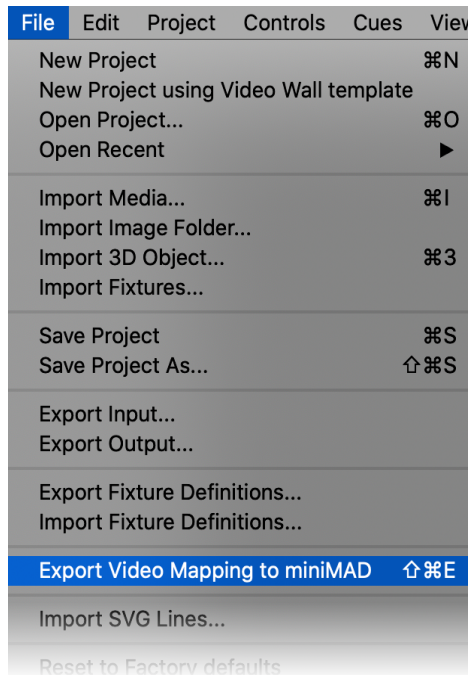 File Edit Project Controls Cues View
New Project ⌘N
New Project using Video Wall template
Open Project... ⌘O
Open Recent ▶
Import Media... ⌘I
Import Image Folder...
Import 3D Object... ⌘3
Import Fixtures...
Save Project ⌘S
Save Project As... ⇧⌘S
Export Input...
Export Output...
Export Fixture Definitions...
Import Fixture Definitions...
Export Video Mapping to miniMAD ⇧⌘E
Import SVG Lines...
Reset to Factory defaults